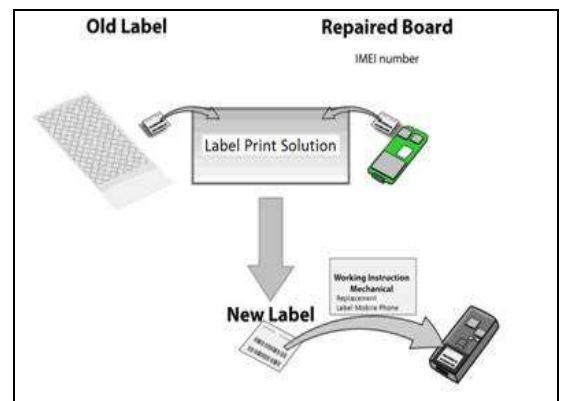 Old Label
Repaired Board
IMEI number
Label Print Solution
Working Instruction
Mechanical
Replacement
Label Mobile Phone
New Label